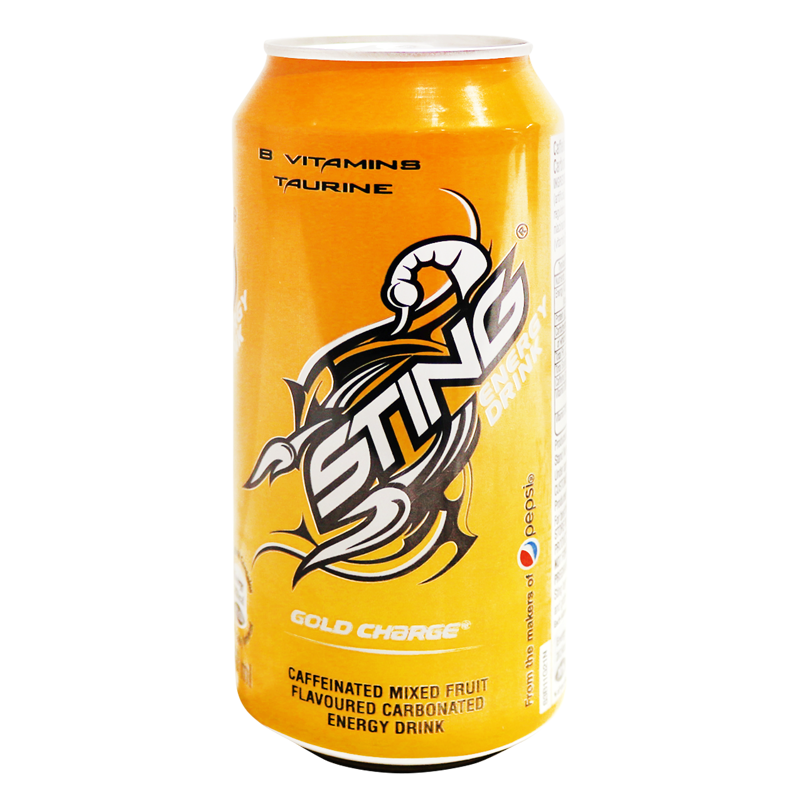 B VITAMINS
TAURINE
®
STING
ENERGY
DRINK
GOLD CHARGE
CAFFEINATED MIXED FRUIT
FLAVOURED CARBONATED
ENERGY DRINK
From the makers of pepsi®
ml